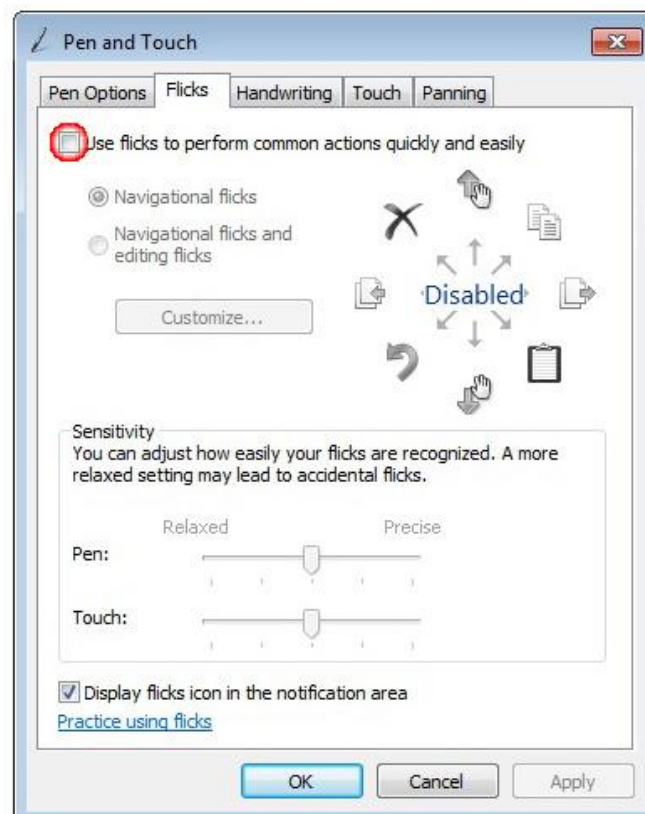 Pen and Touch
Pen Options Flicks Handwriting Touch Panning
Use flicks to perform common actions quickly and easily
Navigational flicks
Navigational flicks and
editing flicks
Disabled
Customize...
Sensitivity
You can adjust how easily your flicks are recognized. A more
relaxed setting may lead to accidental flicks.
Relaxed Precise
Pen:
Touch:
Display flicks icon in the notification area
Practice using flicks
OK Cancel Apply